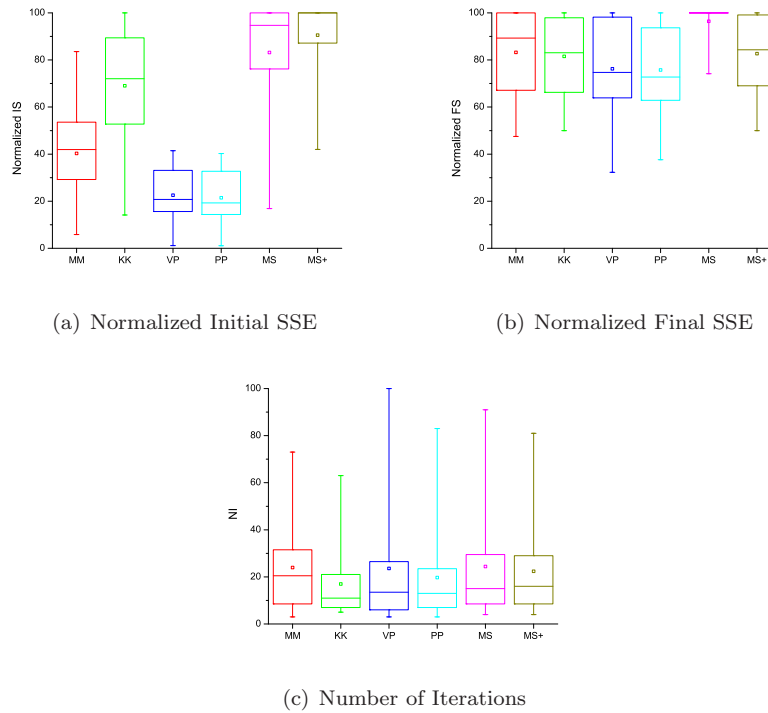 100
80
60
40
20
0
Normalized IS
MM KK VP PP MS MS+
(a) Normalized Initial SSE
100
80
60
40
20
0
Normalized FS
MM KK VP PP MS MS+
(b) Normalized Final SSE
100
80
60
40
20
0
NI
MM KK VP PP MS MS+
(c) Number of Iterations